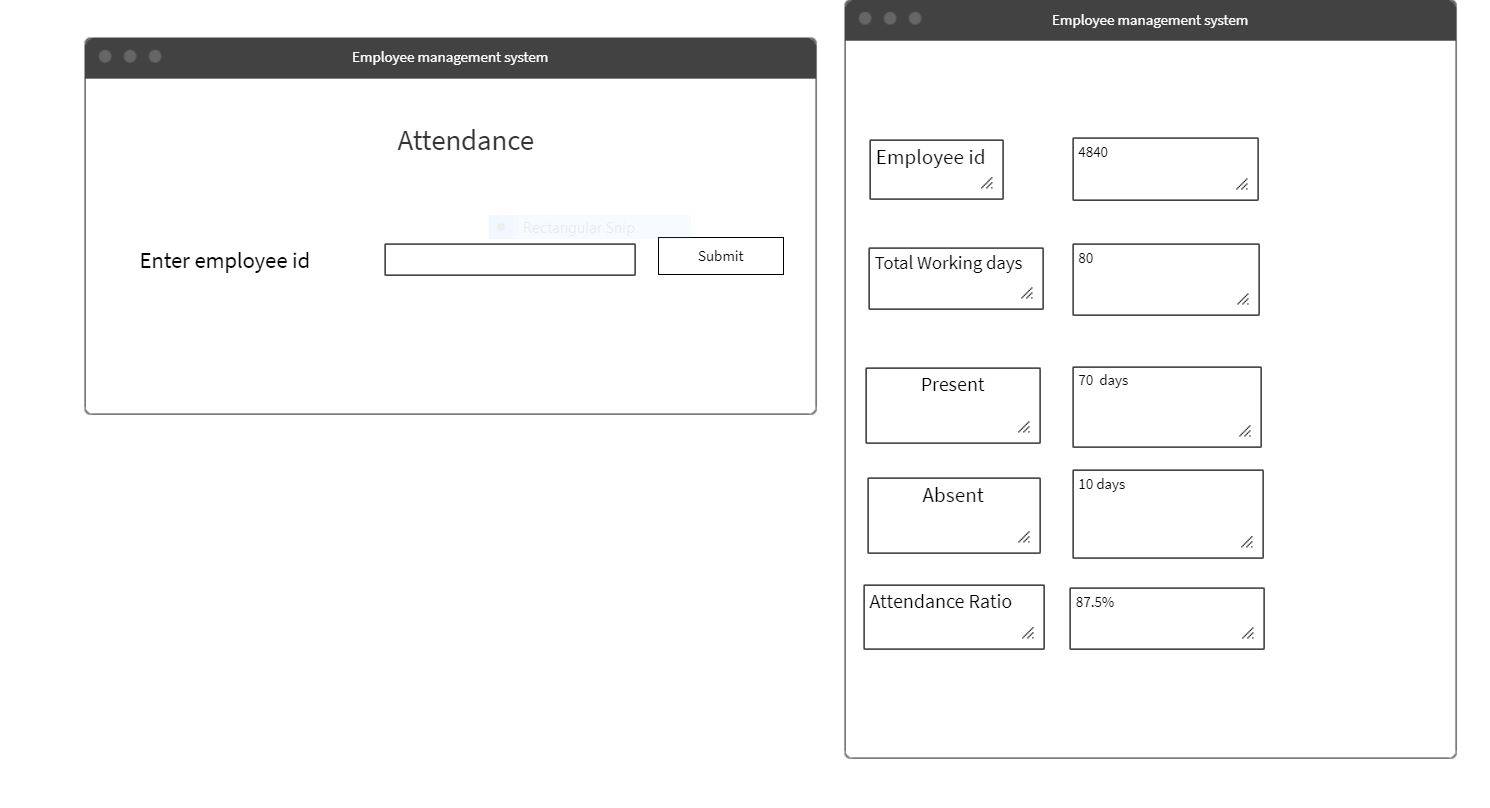 Employee management system
Attendance
Rectangular Snip
Enter employee id
Submit
Employee management system
Employee id
4840
Total Working days
80
Present
70 days
Absent
10 days
Attendance Ratio
87.5%